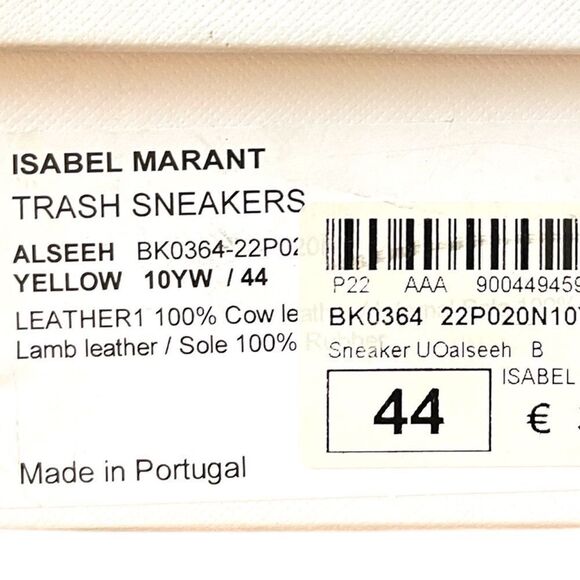 ISABEL MARANT
TRASH SNEAKERS
ALSEEH BK0364-22P02
YELLOW 10YW / 44
LEATHER1 100% Cow le
Lamb leather / Sole 100% Rubber
Made in Portugal
P22 AAA 900449459
BK0364 22P020N10
Sneaker UOalseeh B
ISABEL
44
€